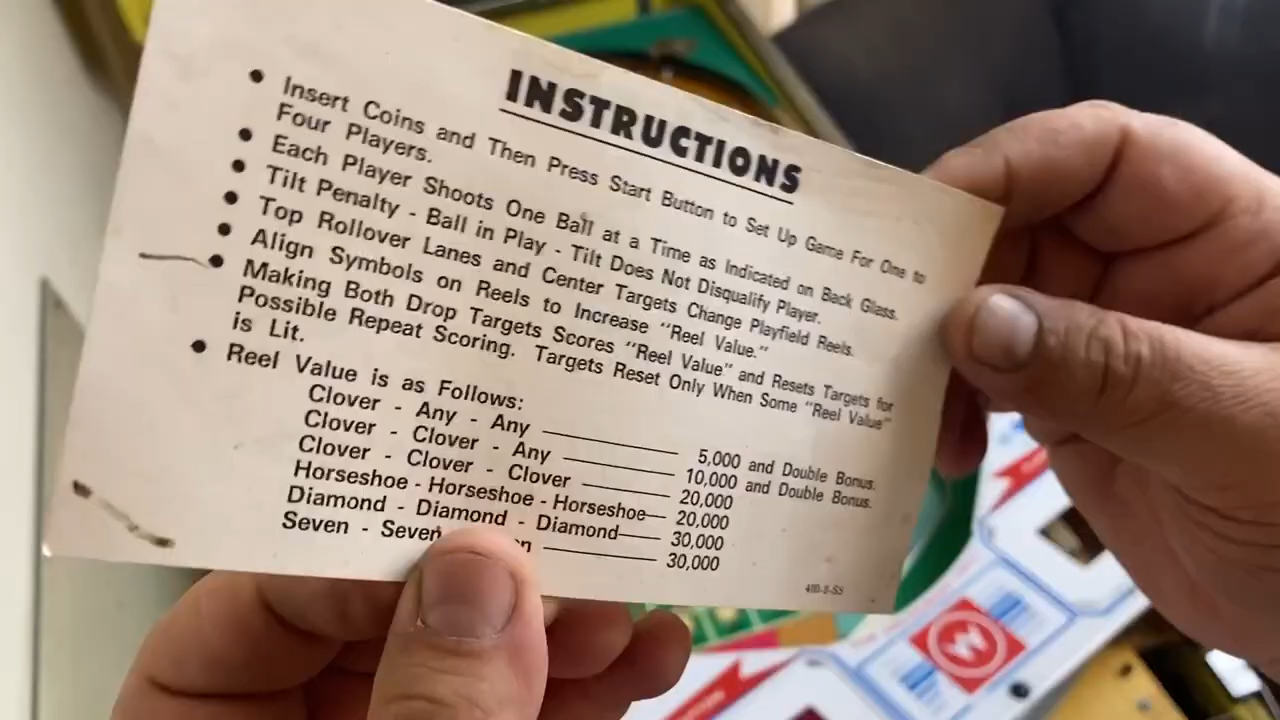 INSTRUCTIONS
• Insert Coins and Then Press Start Button to Set Up Game For One to
Four Players.
• Each Player Shoots One Ball at a Time as Indicated on Back Glass.
• Tilt Penalty - Ball in Play - Tilt Does Not Disqualify Player.
• Top Rollover Lanes and Center Targets Change Playfield Reels.
• Align Symbols on Reels to Increase "Reel Value."
• Making Both Drop Targets Scores "Reel Value" and Resets Targets for
Possible Repeat Scoring. Targets Reset Only When Some "Reel Value"
is Lit.
• Reel Value is as Follows:
Clover - Any - Any 5,000 and Double Bonus.
Clover - Clover - Any 10,000 and Double Bonus.
Clover - Clover - Clover 20,000
Horseshoe - Horseshoe - Horseshoe 20,000
Diamond - Diamond - Diamond 30,000
Seven - Seven 30,000
W